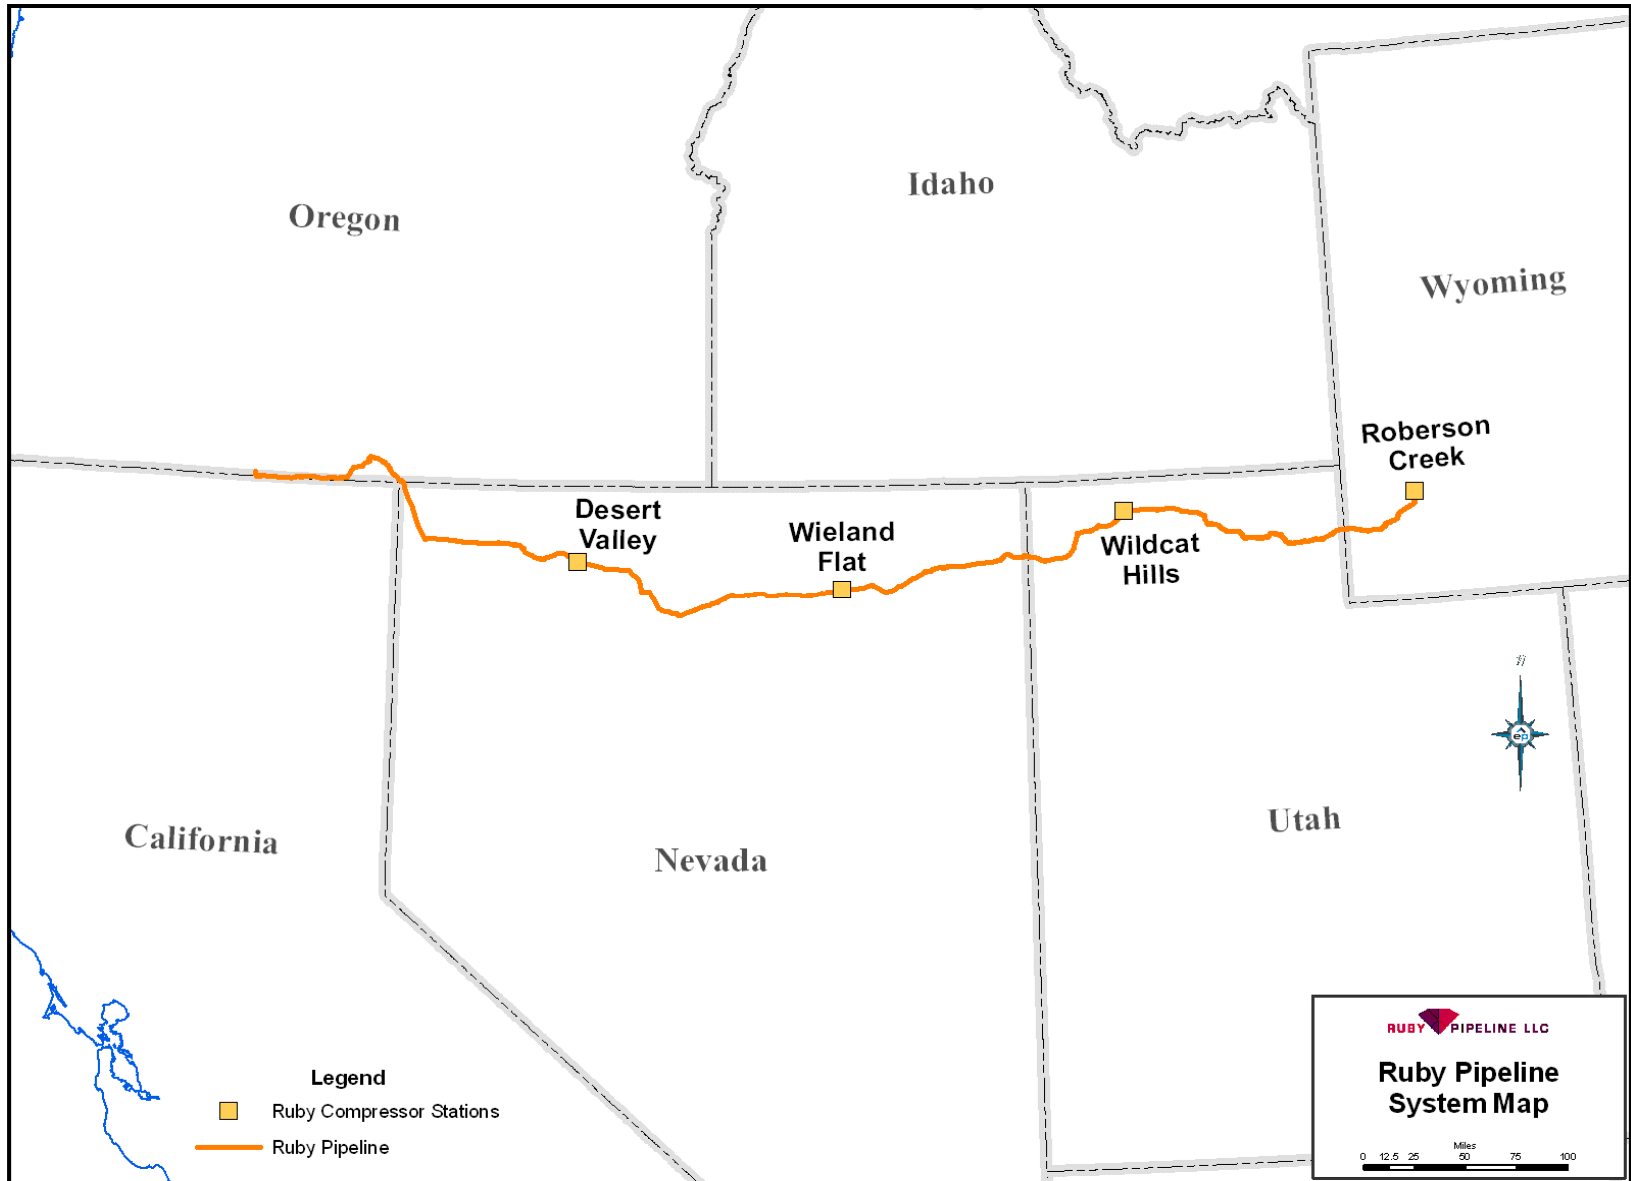 Idaho
Oregon
Wyoming
Roberson
Creek
Desert
Valley
Wieland
Flat
Wildcat
Hills
California
Nevada
Utah
ep
RUBY PIPELINE LLC
Ruby Pipeline
System Map
Miles
0 12.5 25 50 75 100
Legend
Ruby Compressor Stations
Ruby Pipeline